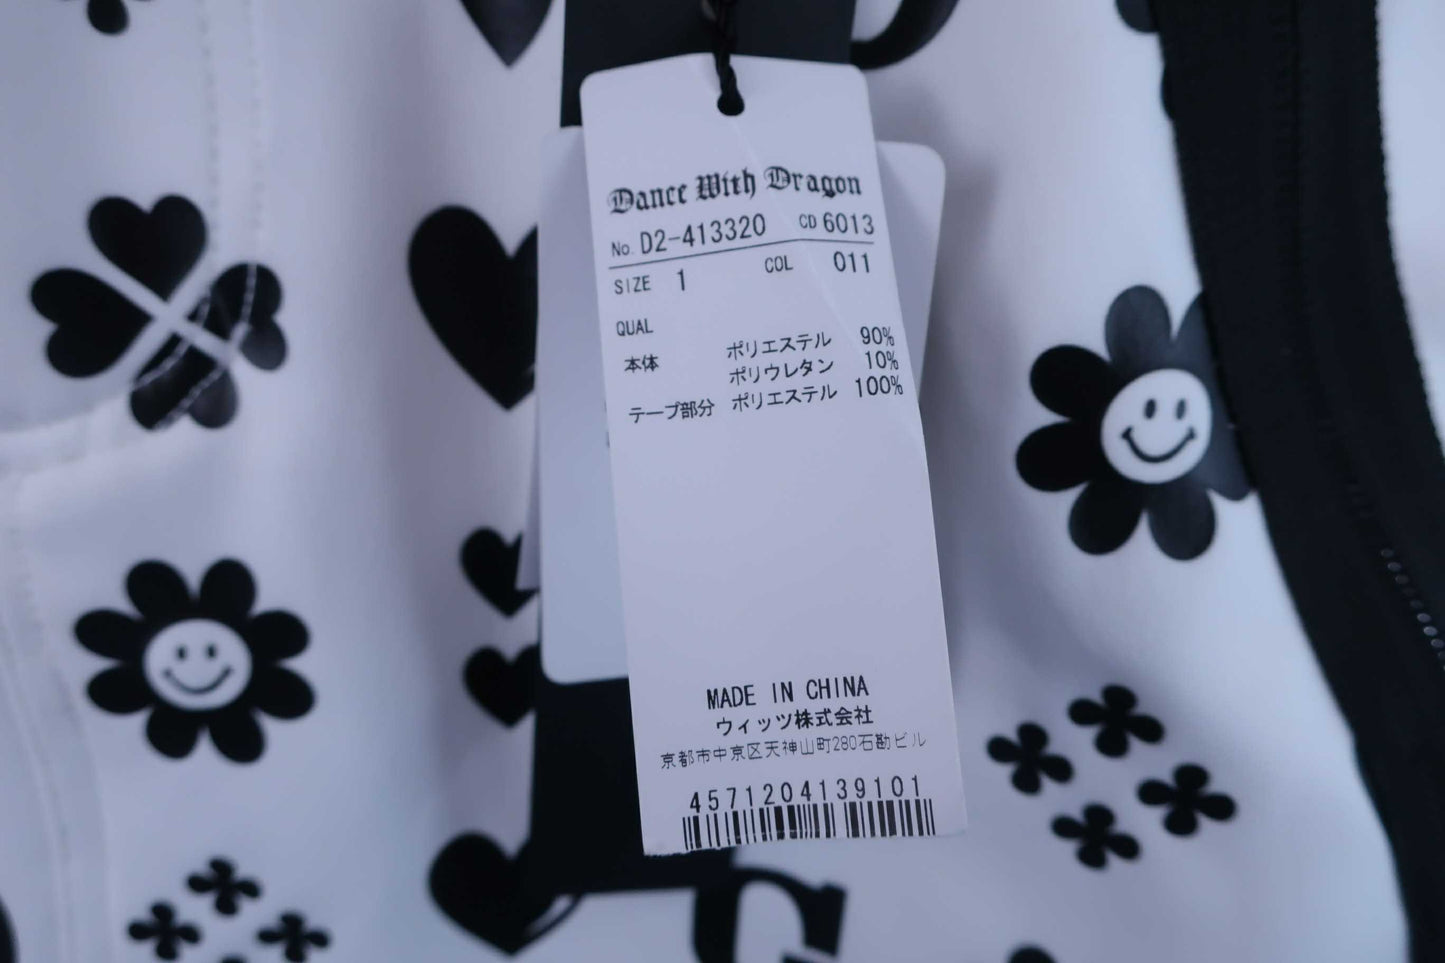 Dance With Dragon
No. D2-413320 CD 6013
SIZE 1 COL 011
QUAL
本体 ポリエステル 90%
ポリウレタン 10%
テープ部分 ポリエステル 100%
MADE IN CHINA
ウィッツ株式会社
京都市中京区天神山町280石勘ビル
4571204139101